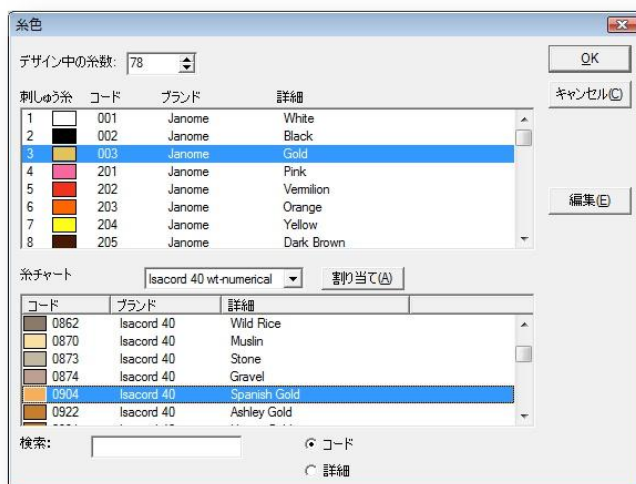 糸色
デザイン中の糸数: 78
OK
キャンセル(C)
刺しゅう糸 コード ブランド 詳細
1 001 Janome White
2 002 Janome Black
3 003 Janome Gold
4 201 Janome Pink
5 202 Janome Vermilion
6 203 Janome Orange
7 204 Janome Yellow
8 205 Janome Dark Brown
編集(E)
糸チャート Isacord 40 wt-numerical 割り当て(A)
コード ブランド 詳細
0862 Isacord 40 Wild Rice
0870 Isacord 40 Muslin
0873 Isacord 40 Stone
0874 Isacord 40 Gravel
0904 Isacord 40 Spanish Gold
0922 Isacord 40 Ashley Gold
検索: コード
詳細